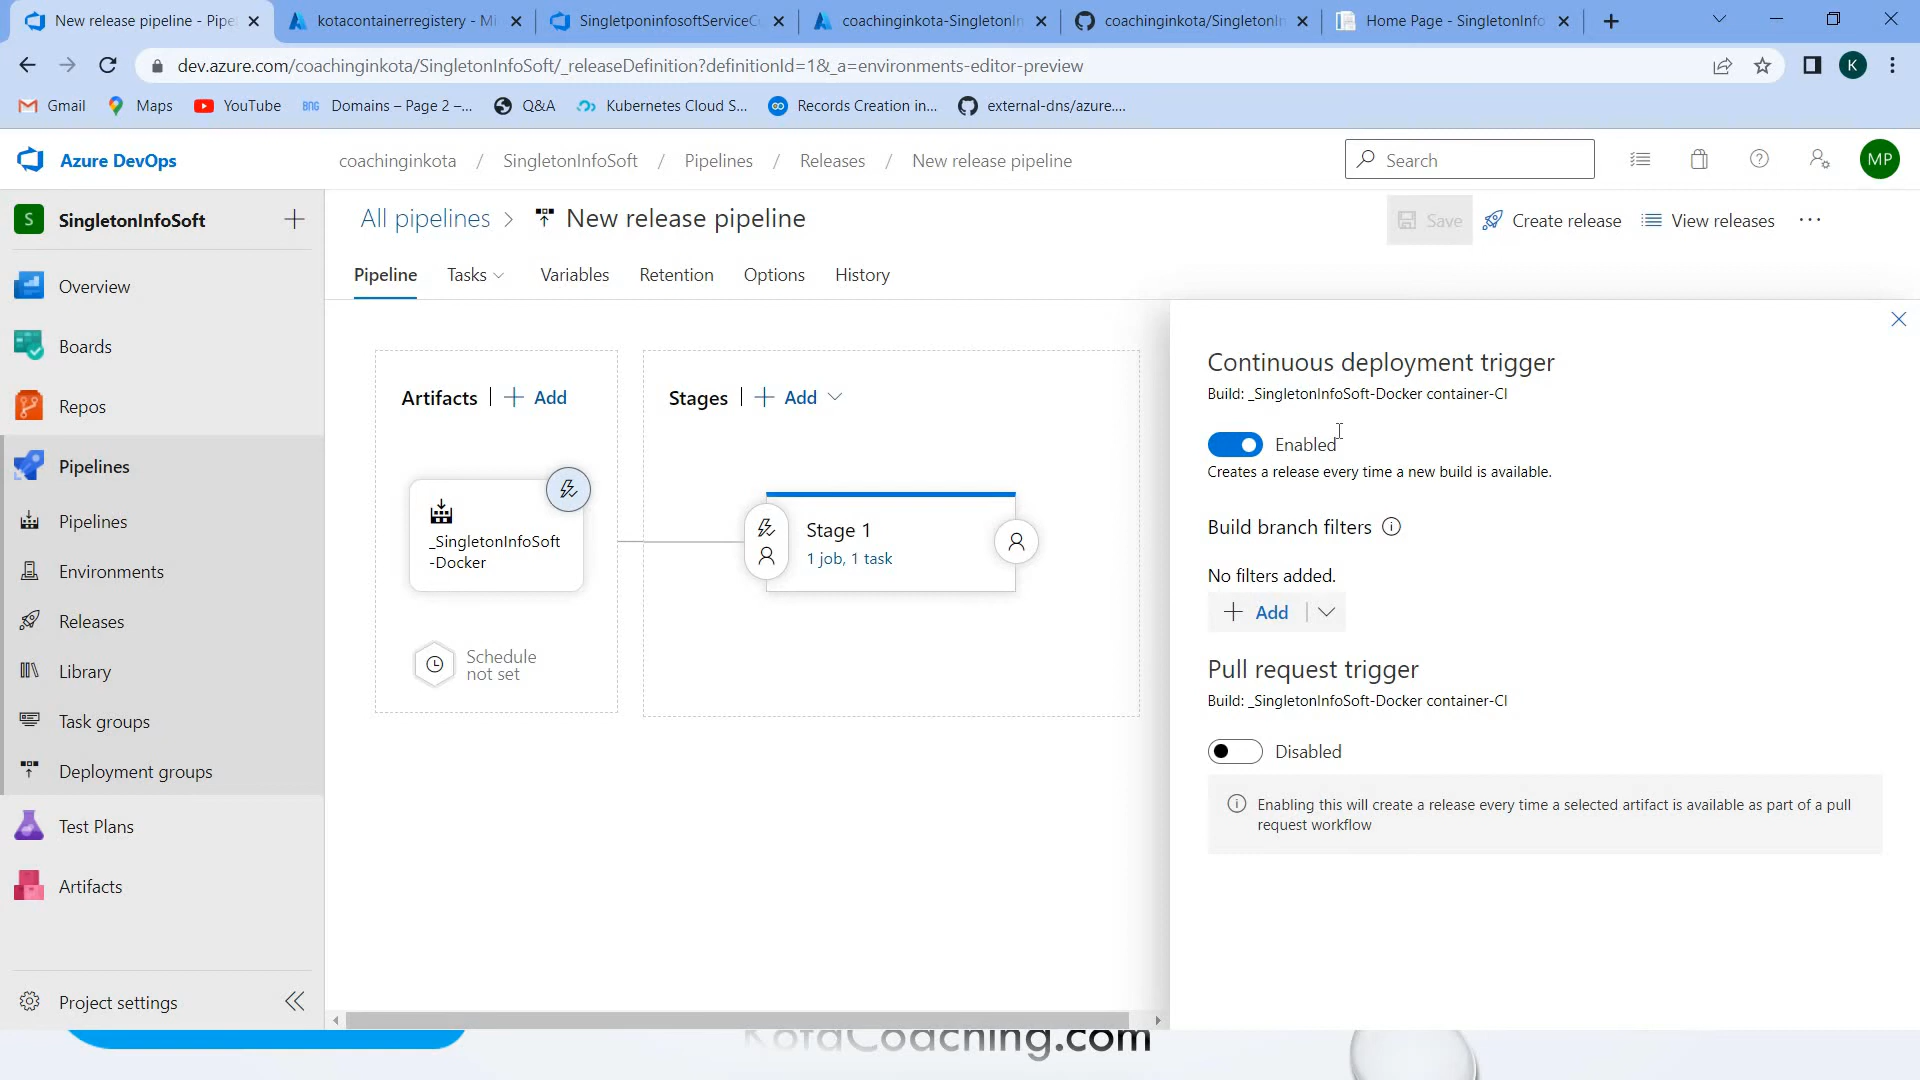 New release pipeline - Pipe
kotacontainerregistery - Mi
SingletponinfosoftServiceCo
coachinginkota-SingletonIn
coachinginkota/SingletonIn
Home Page - SingletonInfo
dev.azure.com/coachinginkota/SingletonInfoSoft/_releaseDefinition?definitionId=1&_a=environments-editor-preview
K
Gmail
Maps
YouTube
BNG
Domains – Page 2 –...
Q&A
Kubernetes Cloud S...
Records Creation in...
external-dns/azure....
Azure DevOps
coachinginkota / SingletonInfoSoft / Pipelines / Releases / New release pipeline
Search
MP
S
SingletonInfoSoft
All pipelines > New release pipeline
Save
Create release
View releases
Pipeline
Tasks
Variables
Retention
Options
History
Overview
Boards
Repos
Pipelines
Pipelines
Environments
Releases
Library
Task groups
Deployment groups
Test Plans
Artifacts
Project settings
Artifacts | + Add
_SingletonInfoSoft
-Docker
Schedule
not set
Stages | + Add
Stage 1
1 job, 1 task
Continuous deployment trigger
Build: _SingletonInfoSoft-Docker container-CI
Enabled
Creates a release every time a new build is available.
Build branch filters
No filters added.
+ Add
Pull request trigger
Build: _SingletonInfoSoft-Docker container-CI
Disabled
Enabling this will create a release every time a selected artifact is available as part of a pull
request workflow
KotaCoaching.com